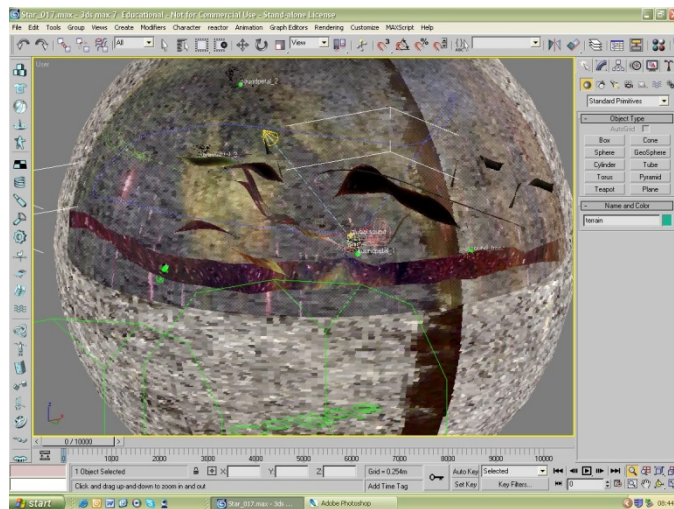 Star_017.max - 3ds max 7 Educational - Not for Commercial Use - Stand-alone License
File Edit Tools Group Views Create Modifiers Character reactor Animation Graph Editors Rendering Customize MAXScript Help
All View
User
Standard Primitives
- Object Type
AutoGrid
Box Cone
Sphere GeoSphere
Cylinder Tube
Torus Pyramid
Teapot Plane
- Name and Color
terrain
0 / 10000
0 1000 2000 3000 4000 5000 6000 7000 8000 9000 10000
1 Object Selected X: Y: Z: Grid = 0.254m Auto Key Selected
Click and drag up-and-down to zoom in and out Add Time Tag Set Key Key Filters... 0
start Star_017.max - 3ds ... Adobe Photoshop 08:44